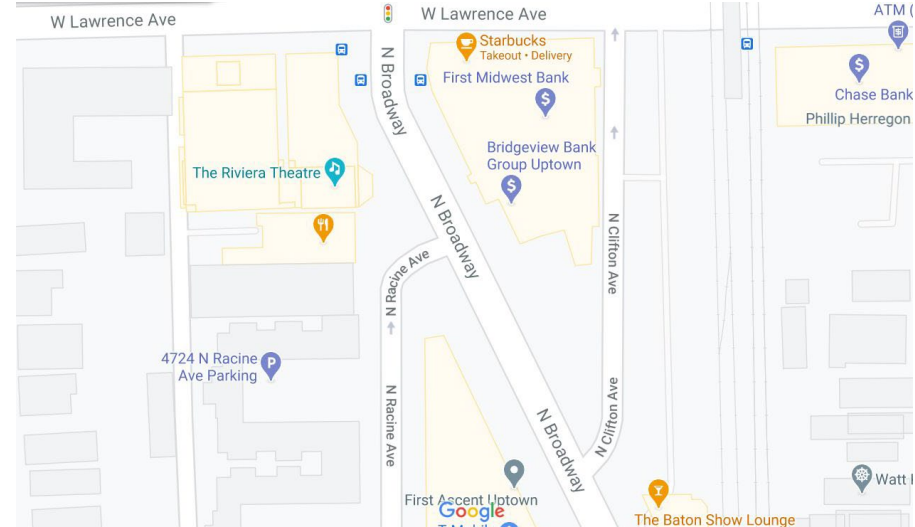 W Lawrence Ave
W Lawrence Ave
ATM (
Starbucks
Takeout • Delivery
First Midwest Bank
N Broadway
Chase Bank
Phillip Herregon
Bridgeview Bank
Group Uptown
The Riviera Theatre
N Broadway
N Clifton Ave
N Racine Ave
4724 N Racine
Ave Parking
N Racine Ave
N Clifton Ave
N Broadway
First Ascent Uptown
Google
Watt
The Baton Show Lounge